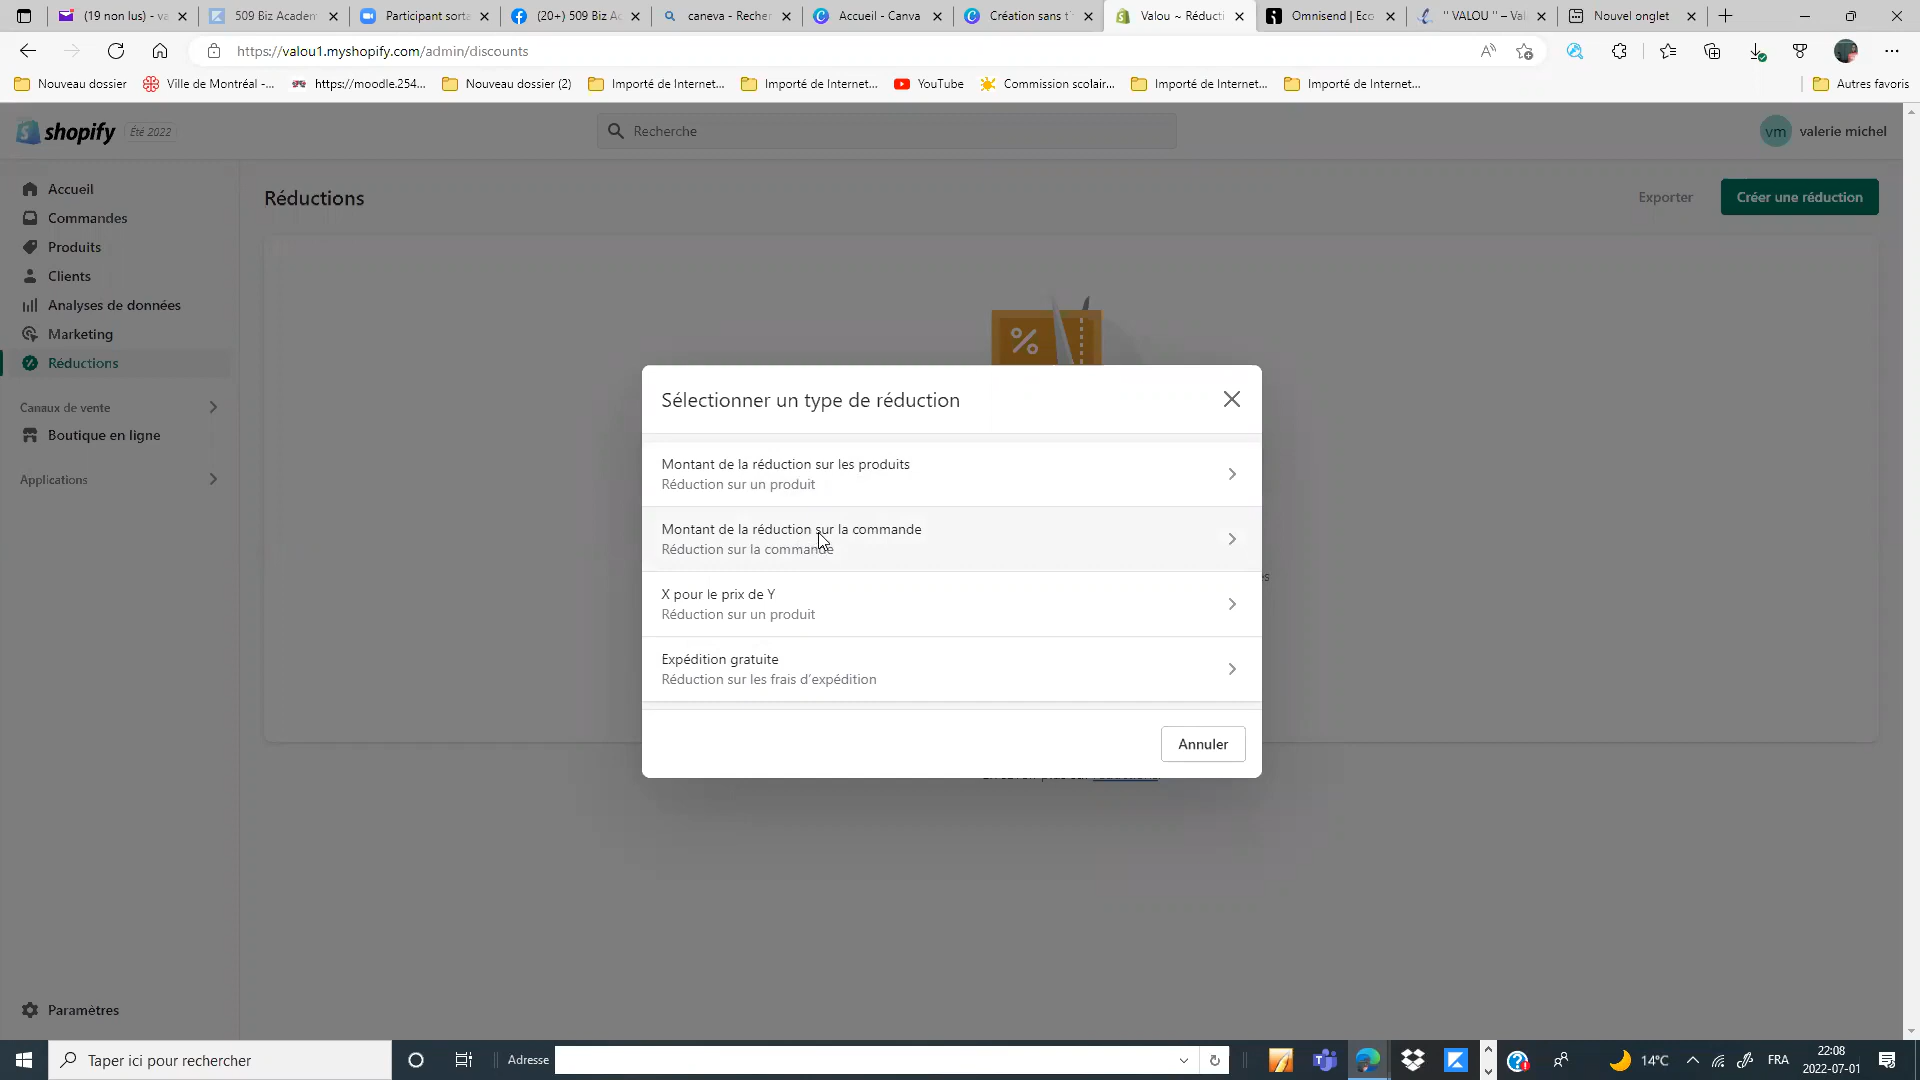 (19 non lus) - va
509 Biz Academ
Participant sorta
(20+) 509 Biz Ac
caneva - Recher
Accueil - Canva
Création sans ti
Valou ~ Réducti
Omnisend | Eco
" VALOU " – Val
Nouvel onglet
https://valou1.myshopify.com/admin/discounts
Nouveau dossier
Ville de Montréal -...
https://moodle.254...
Nouveau dossier (2)
Importé de Internet...
Importé de Internet...
YouTube
Commission scolair...
Importé de Internet...
Importé de Internet...
Autres favoris
shopify
Été 2022
Recherche
vm
valerie michel
Accueil
Commandes
Produits
Clients
Analyses de données
Marketing
Réductions
Canaux de vente
Boutique en ligne
Applications
Paramètres
Réductions
Exporter
Créer une réduction
%
Sélectionner un type de réduction
Montant de la réduction sur les produits
Réduction sur un produit
Montant de la réduction sur la commande
Réduction sur la commande
X pour le prix de Y
Réduction sur un produit
Expédition gratuite
Réduction sur les frais d'expédition
Annuler
Taper ici pour rechercher
Adresse
14°C
FRA
22:08
2022-07-01